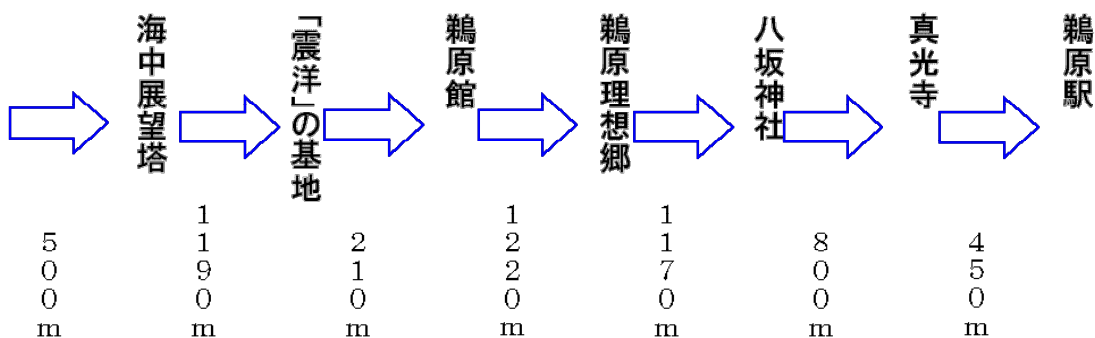 海中展望塔
「震洋」の基地
鵜原館
鵜原理想郷
八坂神社
真光寺
鵜原駅
500m
1190m
210m
1220m
1170m
800m
450m